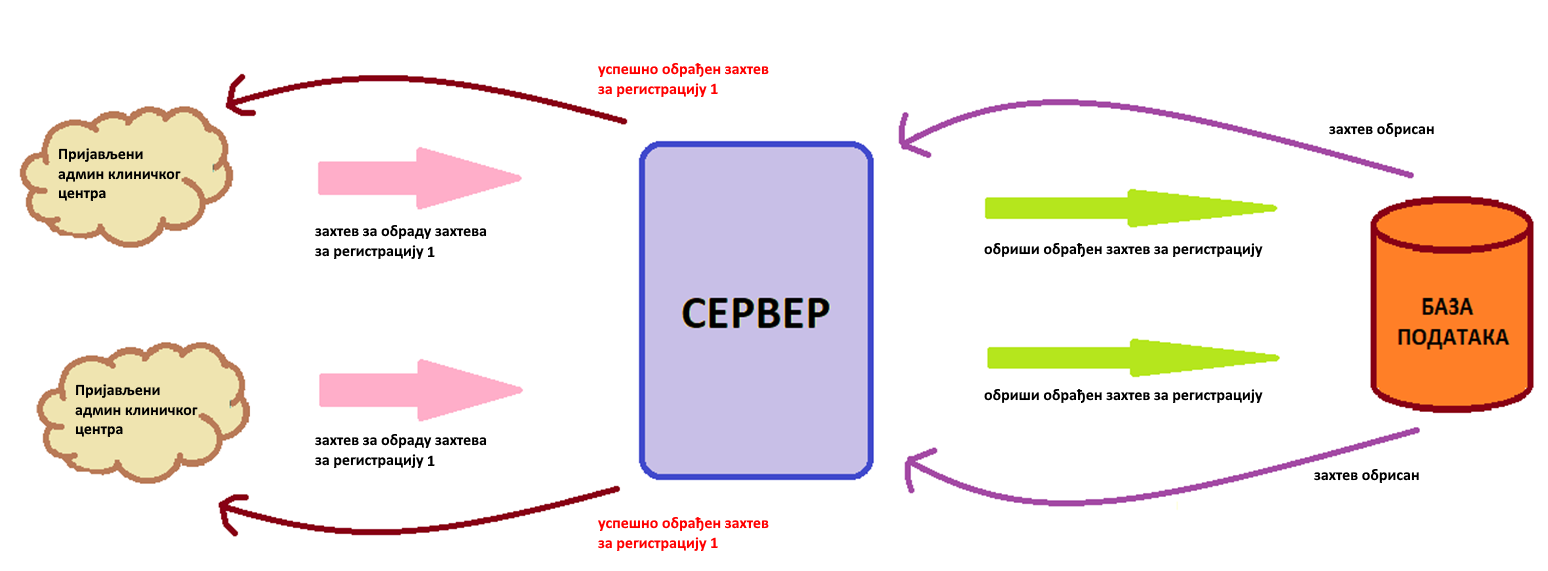 успешно обрађен захтев
за регистрацију 1
захтев обрисан
Пријављени
админ клиничког
центра
захтев за обраду захтева
за регистрацију 1
обриши обрађен захтев за регистрацију
СЕРВЕР
БАЗА
ПОДАТАКА
Пријављени
админ клиничког
центра
обриши обрађен захтев за регистрацију
захтев за обраду захтева
за регистрацију 1
захтев обрисан
успешно обрађен захтев
за регистрацију 1